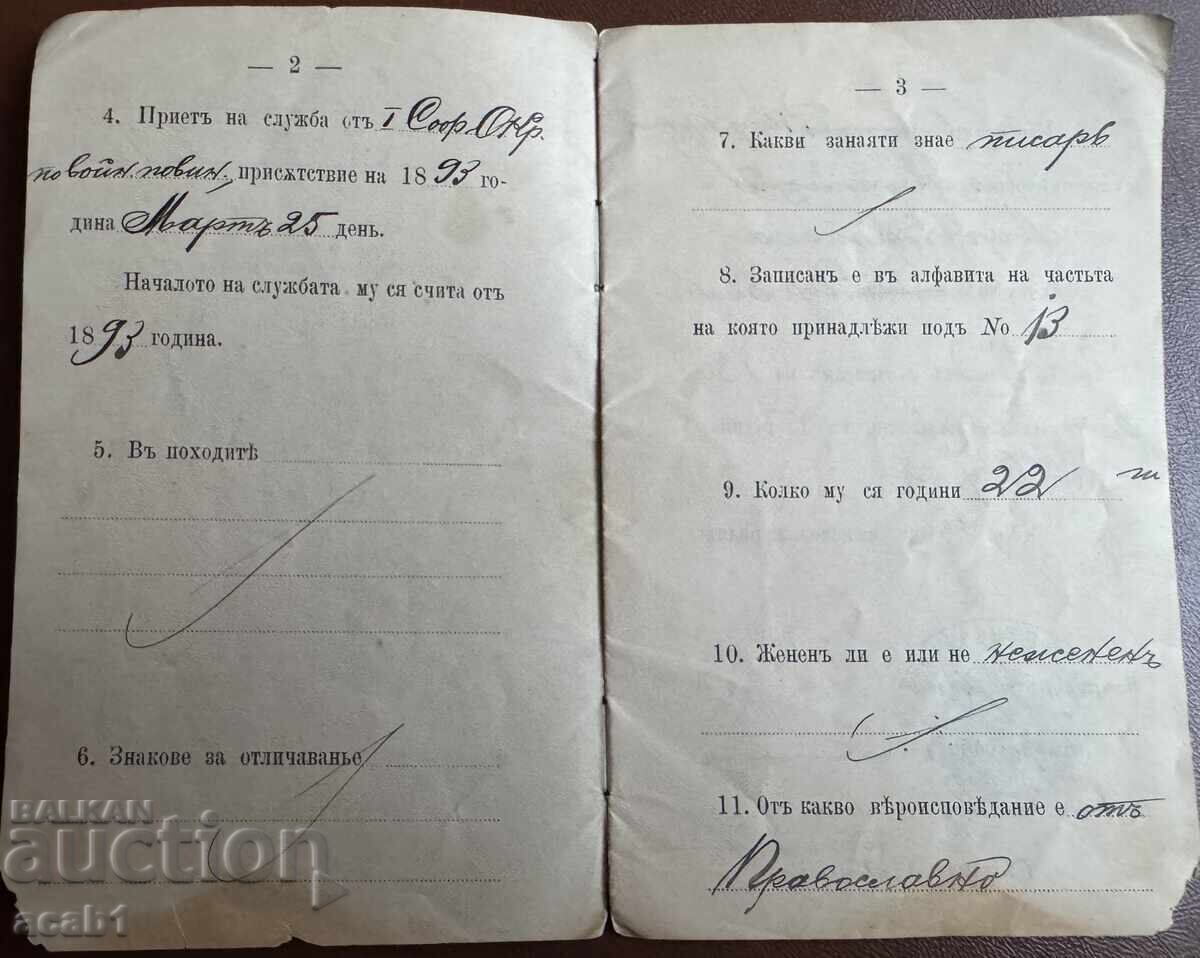 — 2 —
4. Приетъ на служба отъ I Соф. Окр.
по войн. повин., присѫтствие на 1893 го-
дина Мартъ 25 день.
Началото на службата му ся счита отъ
1893 година.
5. Въ походитѣ
6. Знакове за отличаванье
— 3 —
7. Какви занаяти знае писарь
8. Записанъ е въ алфавита на частьта
на която принадлѣжи подъ No 13
9. Колко му ся години 22
10. Жененъ ли е или не нежененъ
11. Отъ какво вѣроисповѣдание е отъ
Православно
BALKAN
auction
acab1